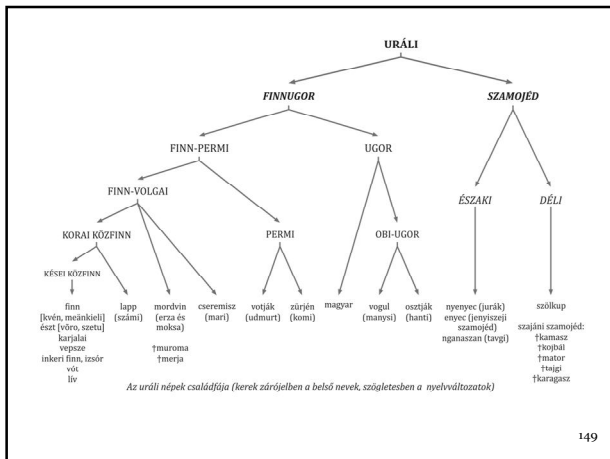 URÁLI
FINNUGOR
SZAMOJÉD
FINN-PERMI
UGOR
FINN-VOLGAI
ÉSZAKI
DÉLI
KORAI KÖZFINN
PERMI
OBI-UGOR
KÉSEI KÖZFINN
finn
[kvén, meänkieli]
észt [võro, szetu]
karjalai
vepsze
inkeri finn, izsór
vót
lív
lapp
(számi)
mordvin
(erza és
moksa)
†muroma
†merja
cseremisz
(mari)
votják
(udmurt)
zürjén
(komi)
magyar
vogul
(manysi)
osztják
(hanti)
nyenyec (jurák)
enyec (jenyiszeji
szamojéd)
nganaszan (tavgi)
szölkup
szajáni szamojéd:
†kamasz
†kojbál
†mator
†tajgi
†karagasz
Az uráli népek családfája (kerek zárójelben a belső nevek, szögletesben a nyelvváltozatok)
149